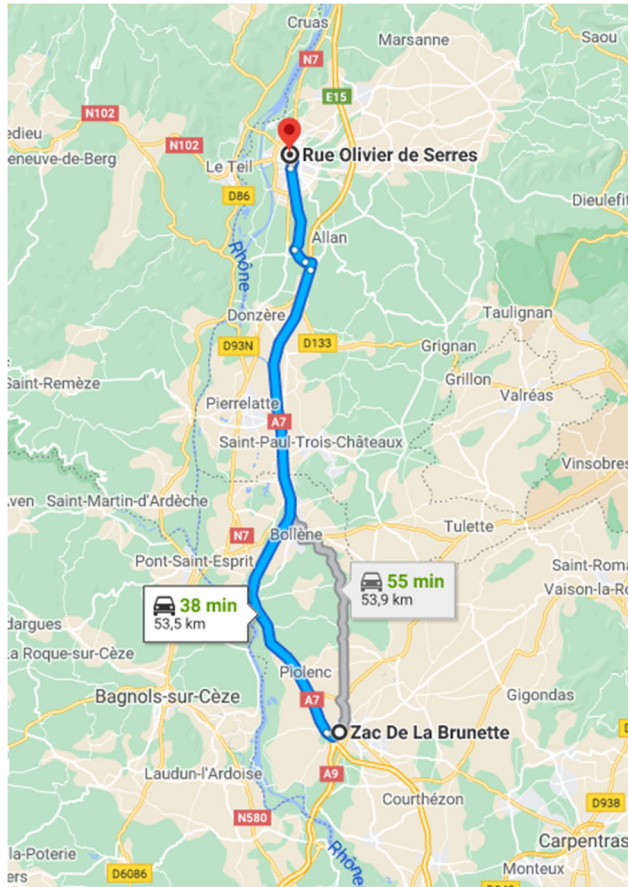 Cruas
N7
Marsanne
Saou
E15
N102
edieu
N102
eneuve-de-Berg
Le Teil
Rue Olivier de Serres
D86
Dieulefit
Rhône
Allan
Donzère
Taulignan
D93N
D133
Grignan
Saint-Remèze
Grillon
Valréas
Pierrelatte
A7
Saint-Paul-Trois-Châteaux
Vinsobres
Aven
Saint-Martin-d'Ardèche
N7
Bollène
Tulette
Pont-Saint-Esprit
Saint-Roma
Vaison-la-Ro
55 min
53,9 km
38 min
53,5 km
dargues
La Roque-sur-Cèze
Piolenc
Bagnols-sur-Cèze
A7
Gigondas
Zac De La Brunette
D
Laudun-l'Ardoise
A9
Courthézon
N580
D938
Carpentras
la-Poterie
ers
D6086
Rhône
Monteux